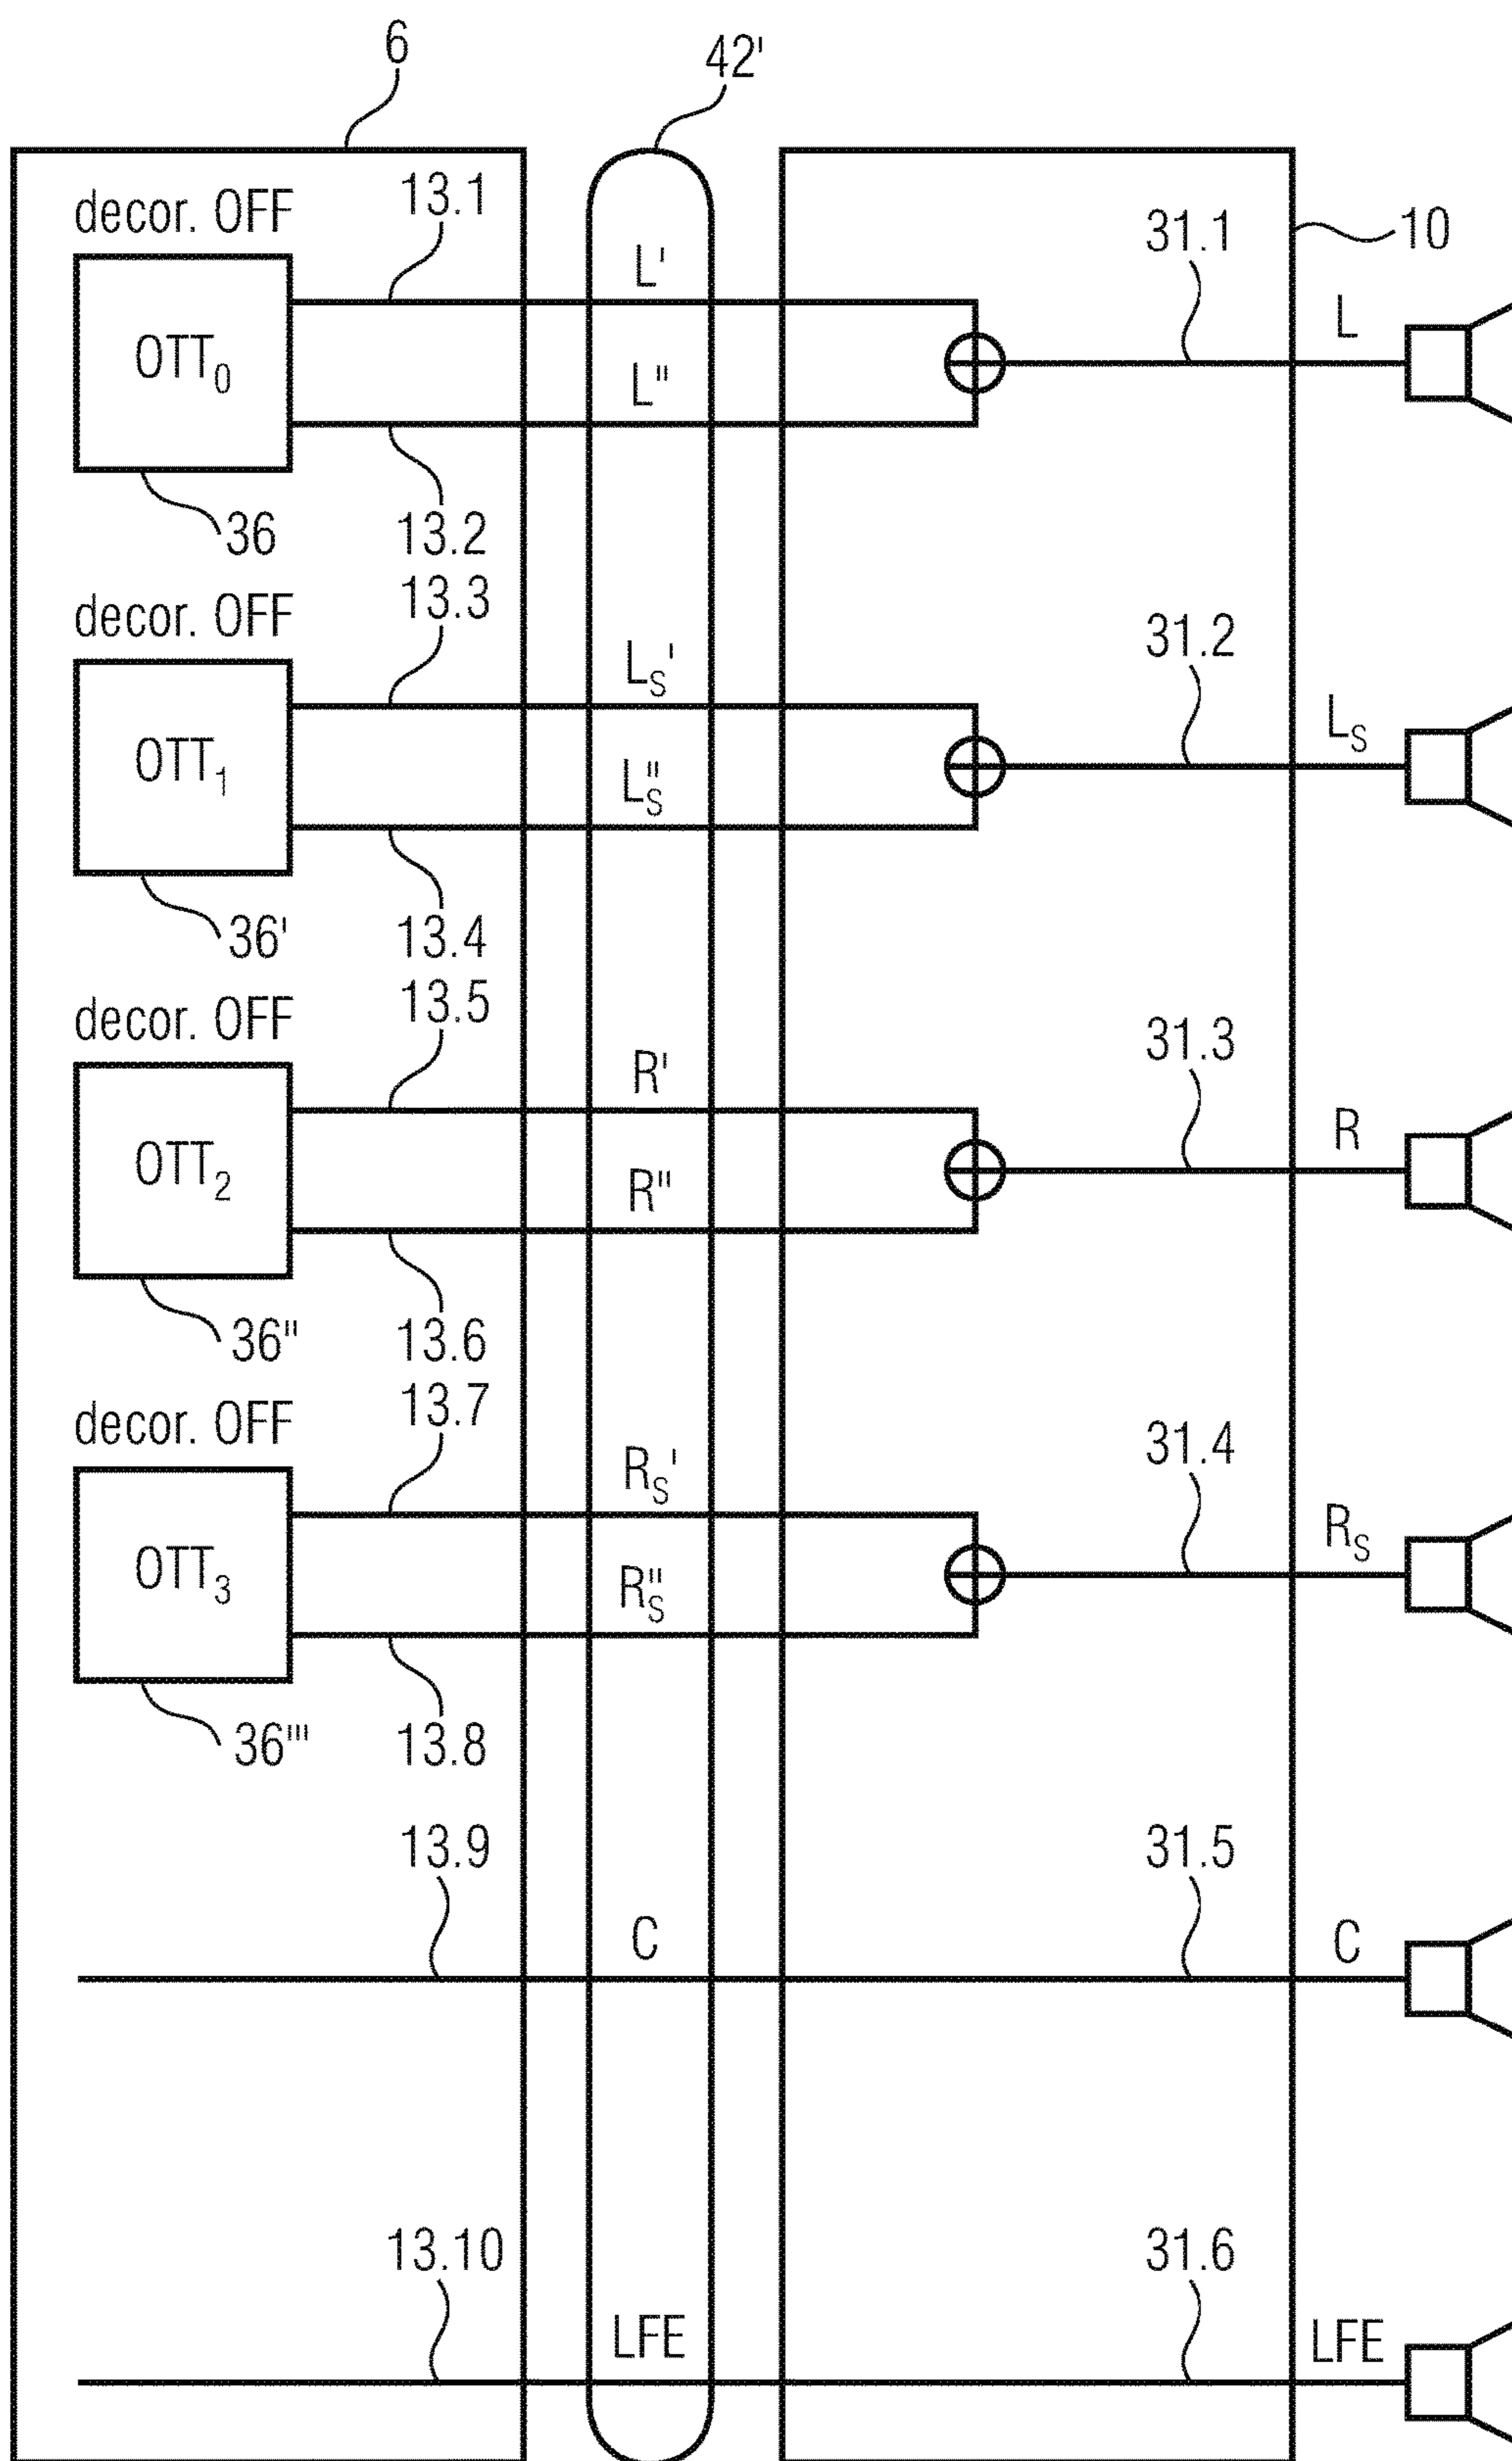 6
42'
decor. OFF
13.1
31.1
10
L'
L
OTT0
L"
36
13.2
decor. OFF
13.3
31.2
LS'
LS
OTT1
LS"
36'
13.4
decor. OFF
13.5
31.3
R'
R
OTT2
R"
36"
13.6
decor. OFF
13.7
31.4
RS'
RS
OTT3
RS"
36'''
13.8
13.9
31.5
C
C
13.10
31.6
LFE
LFE